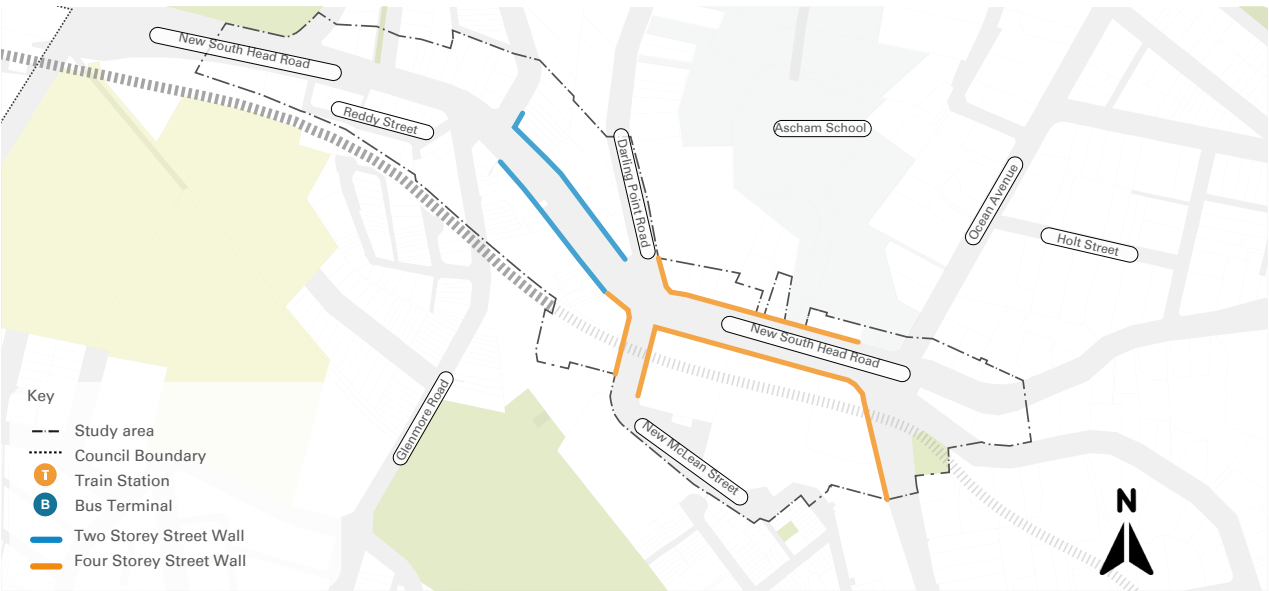 New South Head Road
Reddy Street
Darling Point Road
Ascham School
Ocean Avenue
Holt Street
New South Head Road
Glenmore Road
New McLean Street
Key
Study area
Council Boundary
T
Train Station
B
Bus Terminal
Two Storey Street Wall
Four Storey Street Wall
N